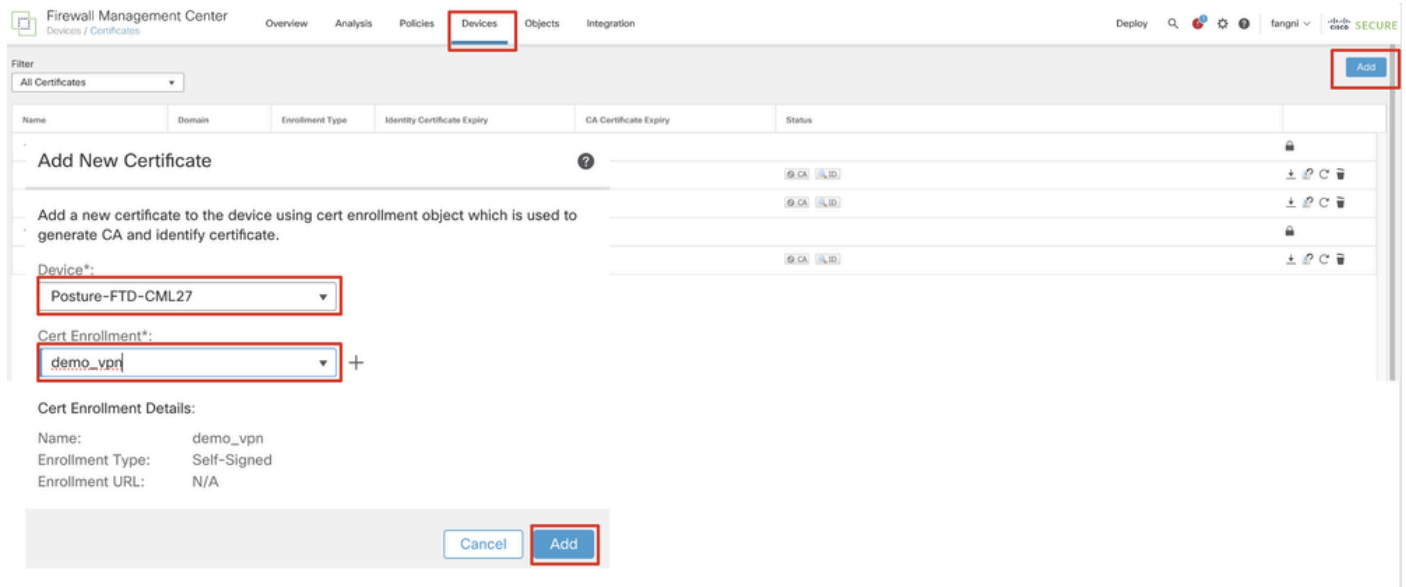 Firewall Management Center
Devices / Certificates
Overview Analysis Policies Devices Objects Integration
Deploy fangni SECURE
cisco
Filter
All Certificates
Add
Name Domain Enrollment Type Identity Certificate Expiry CA Certificate Expiry Status
Add New Certificate
CA ID
CA ID
Add a new certificate to the device using cert enrollment object which is used to
generate CA and identify certificate.
CA ID
Device*:
Posture-FTD-CML27
Cert Enrollment*:
demo_vpn
Cert Enrollment Details:
Name: demo_vpn
Enrollment Type: Self-Signed
Enrollment URL: N/A
Cancel Add